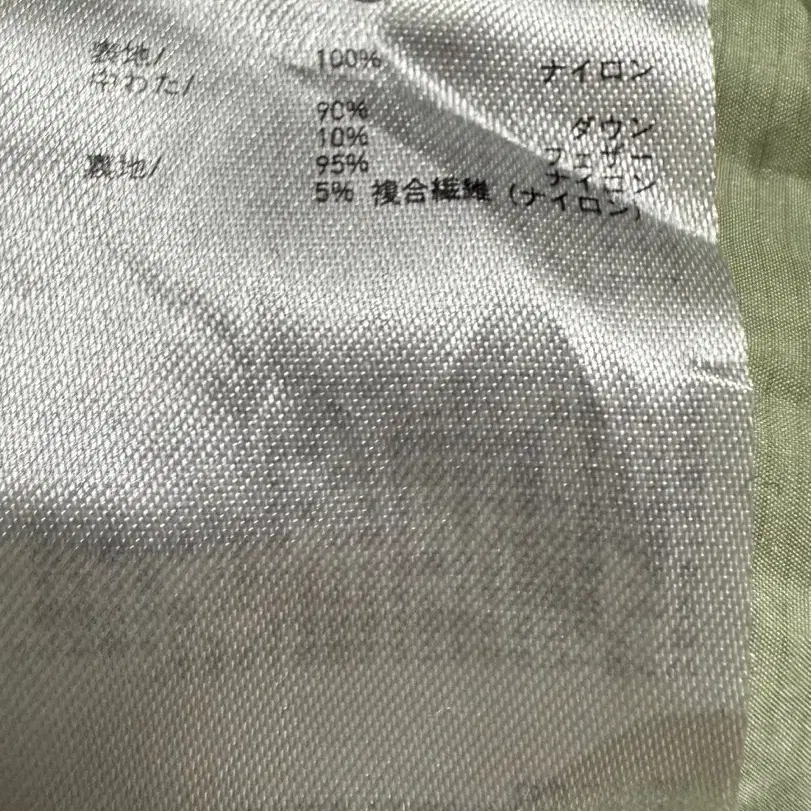 表地/ 100% ナイロン
中わた/
90% ダウン
10% フェザー
裏地/ 95% ナイロン
5% 複合繊維 (ナイロン)